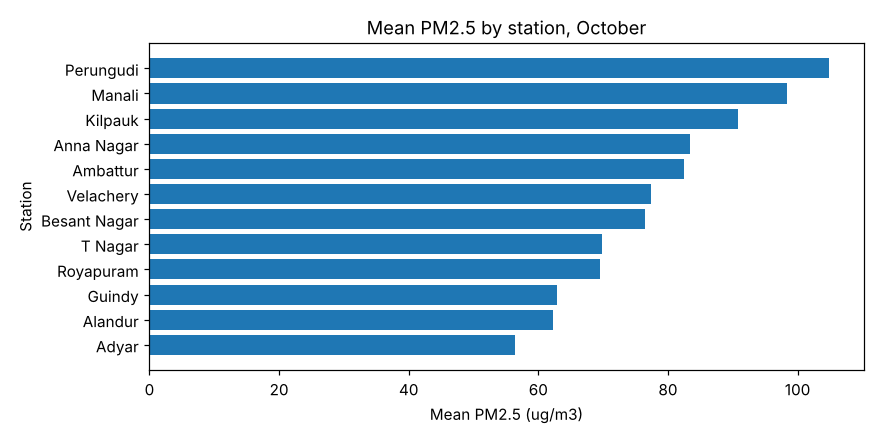 Mean PM2.5 by station, October
Station
Perungudi
Manali
Kilpauk
Anna Nagar
Ambattur
Velachery
Besant Nagar
T Nagar
Royapuram
Guindy
Alandur
Adyar
0 20 40 60 80 100
Mean PM2.5 (ug/m3)